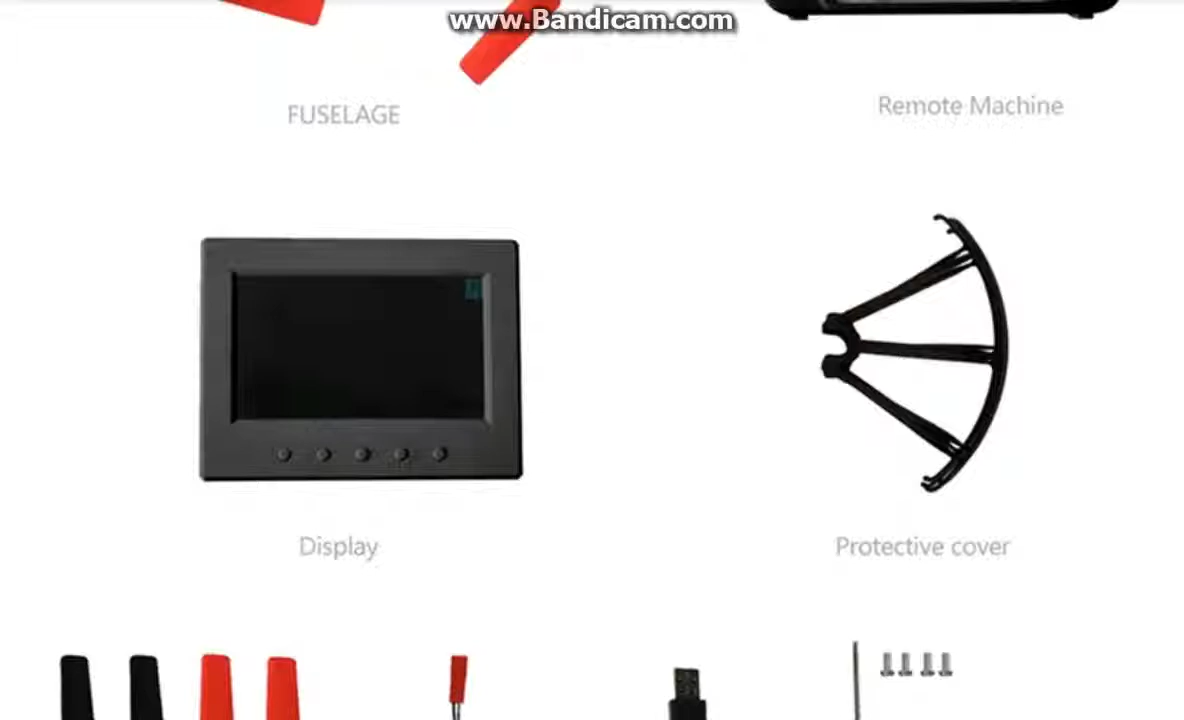 www.Bandicam.com
FUSELAGE
Remote Machine
Display
Protective cover